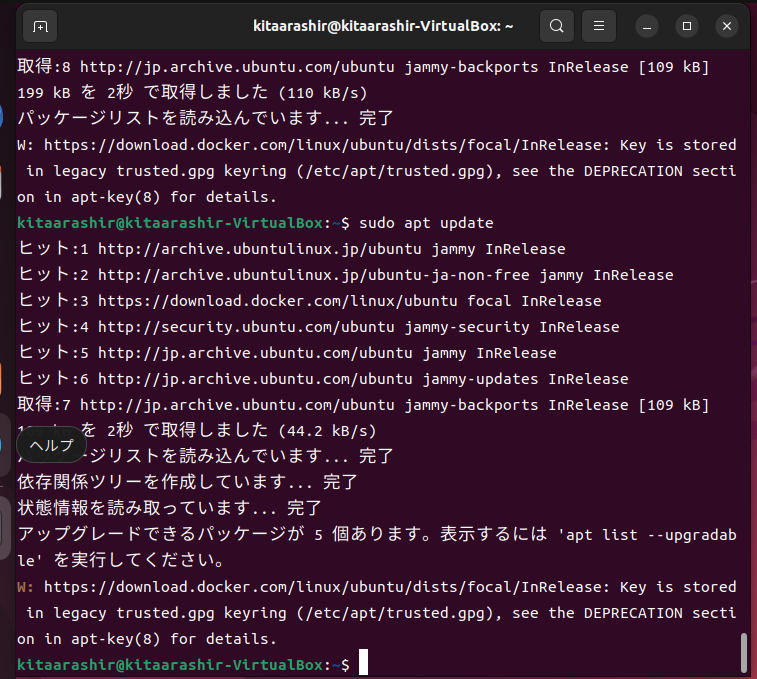 kitaarashir@kitaarashir-VirtualBox: ~
取得:8 http://jp.archive.ubuntu.com/ubuntu jammy-backports InRelease [109 kB]
199 kB を 2秒 で取得しました (110 kB/s)
パッケージリストを読み込んでいます... 完了
W: https://download.docker.com/linux/ubuntu/dists/focal/InRelease: Key is stored
in legacy trusted.gpg keyring (/etc/apt/trusted.gpg), see the DEPRECATION secti
on in apt-key(8) for details.
kitaarashir@kitaarashir-VirtualBox:~$ sudo apt update
ヒット:1 http://archive.ubuntulinux.jp/ubuntu jammy InRelease
ヒット:2 http://archive.ubuntulinux.jp/ubuntu-ja-non-free jammy InRelease
ヒット:3 https://download.docker.com/linux/ubuntu focal InRelease
ヒット:4 http://security.ubuntu.com/ubuntu jammy-security InRelease
ヒット:5 http://jp.archive.ubuntu.com/ubuntu jammy InRelease
ヒット:6 http://jp.archive.ubuntu.com/ubuntu jammy-updates InRelease
取得:7 http://jp.archive.ubuntu.com/ubuntu jammy-backports InRelease [109 kB]
を 2秒 で取得しました (44.2 kB/s)
ヘルプ
ージリストを読み込んでいます... 完了
依存関係ツリーを作成しています... 完了
状態情報を読み取っています... 完了
アップグレードできるパッケージが 5 個あります。表示するには 'apt list --upgradab
le' を実行してください。
W: https://download.docker.com/linux/ubuntu/dists/focal/InRelease: Key is stored
in legacy trusted.gpg keyring (/etc/apt/trusted.gpg), see the DEPRECATION secti
on in apt-key(8) for details.
kitaarashir@kitaarashir-VirtualBox:~$